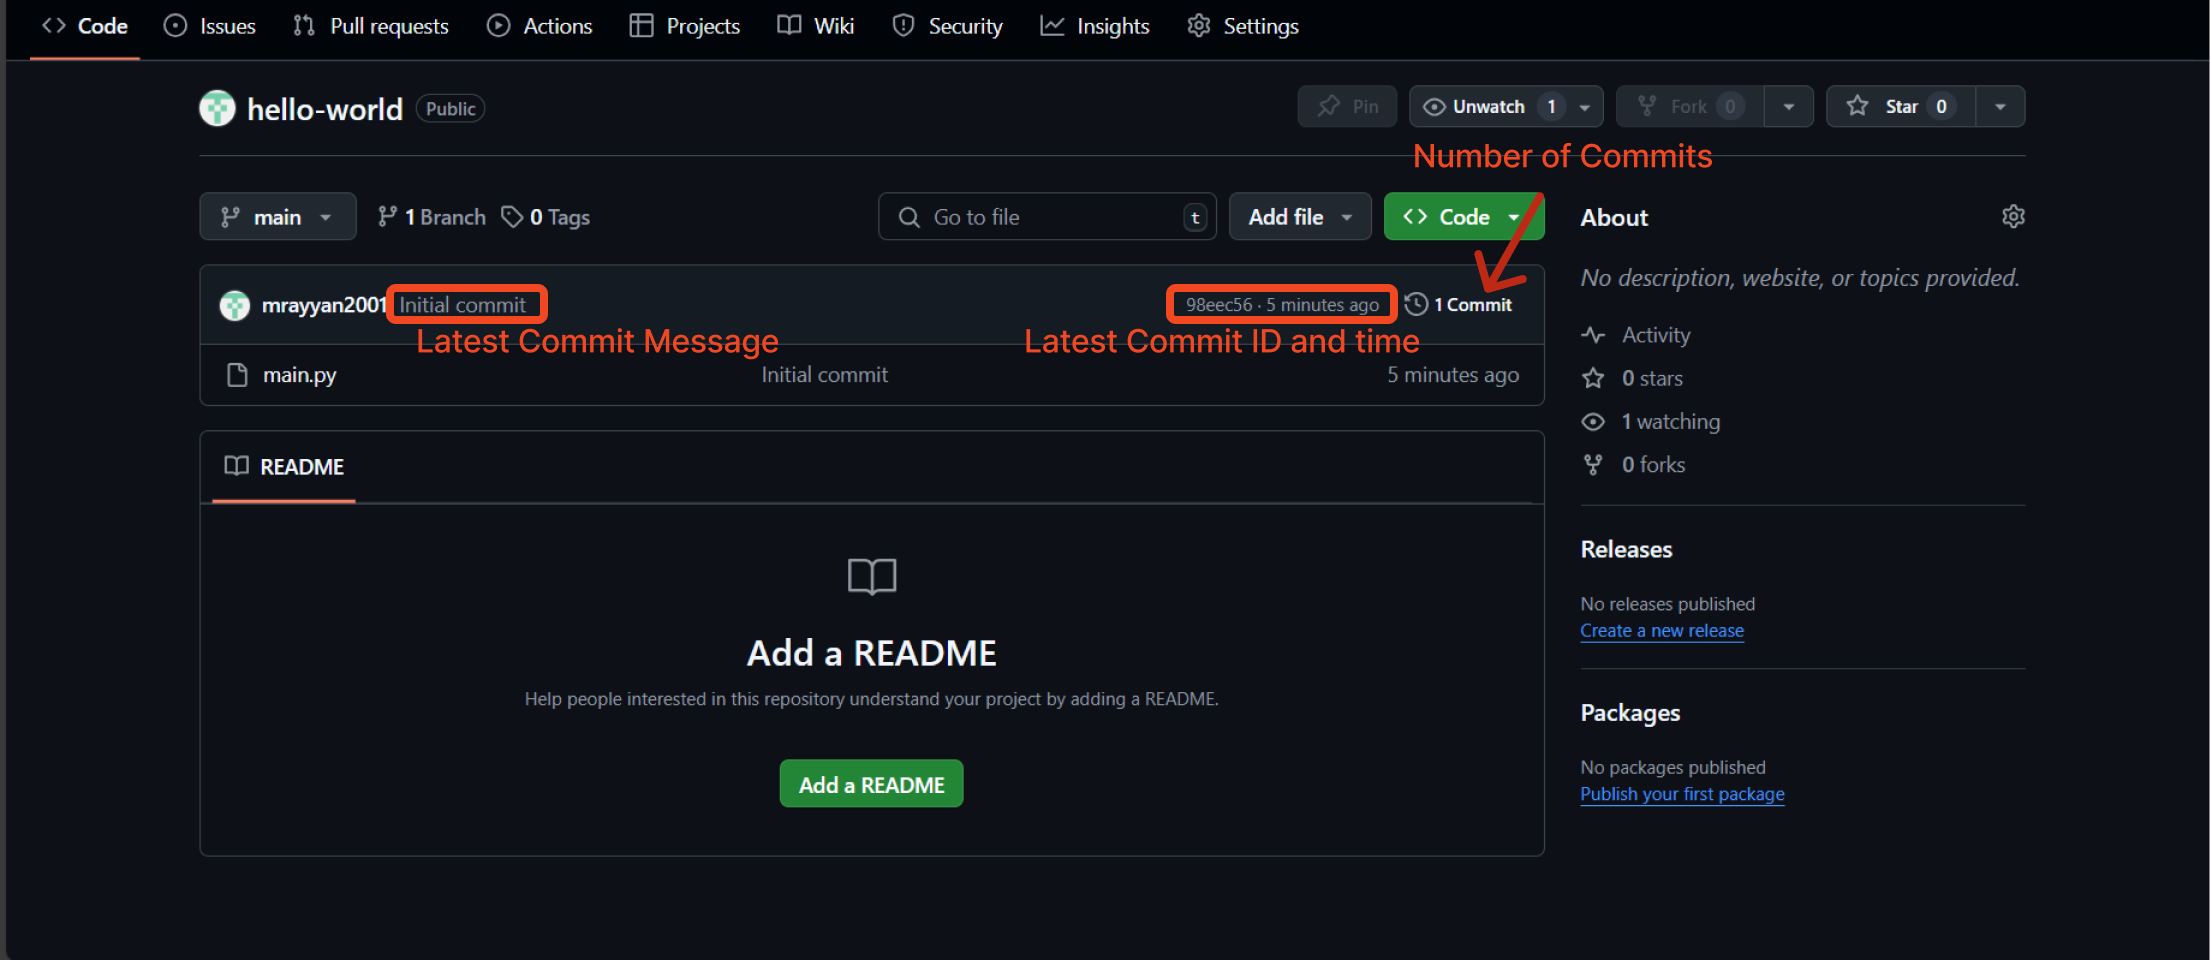 Code Issues Pull requests Actions Projects Wiki Security Insights Settings
hello-world Public Pin Unwatch 1 Fork 0 Star 0
Number of Commits
main 1 Branch 0 Tags Go to file t Add file Code
mrayyan2001 Initial commit 98eec56 · 5 minutes ago 1 Commit
Latest Commit Message Latest Commit ID and time
main.py Initial commit 5 minutes ago
README
Add a README
Help people interested in this repository understand your project by adding a README.
Add a README
About
No description, website, or topics provided.
Activity
0 stars
1 watching
0 forks
Releases
No releases published
Create a new release
Packages
No packages published
Publish your first package